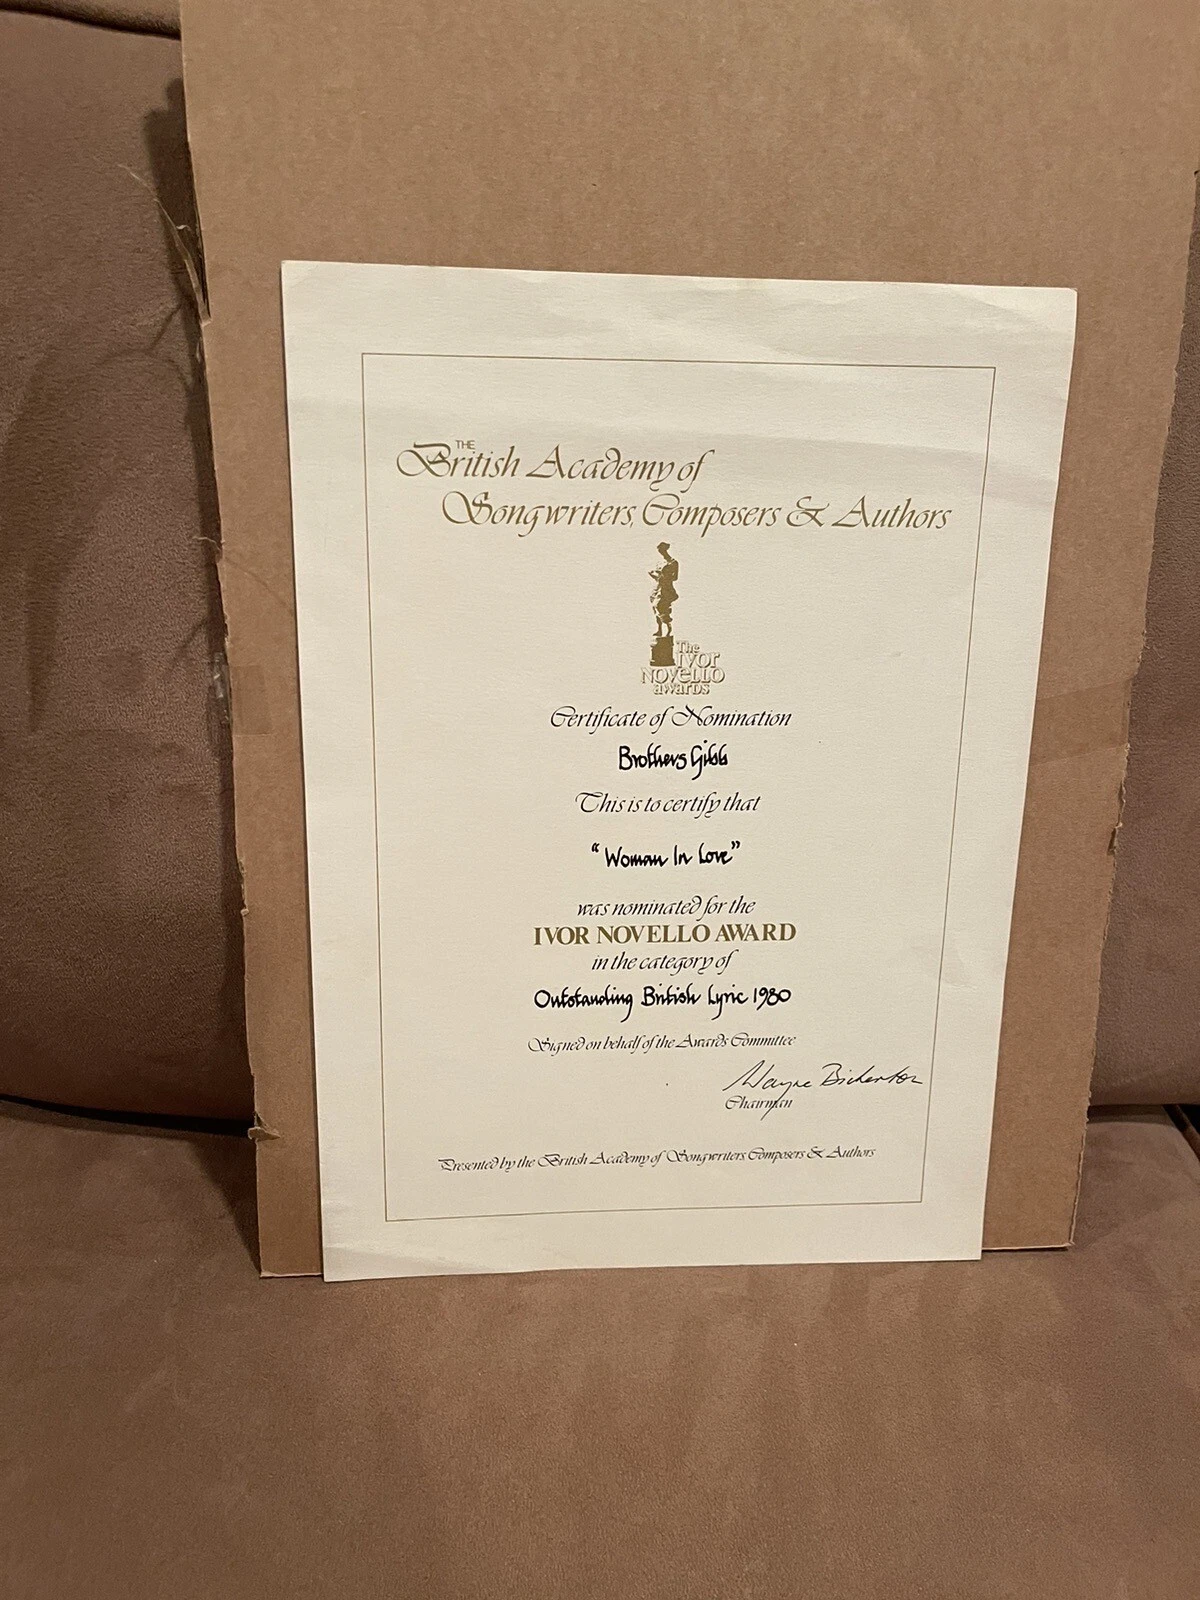 THE
British Academy of
Songwriters, Composers & Authors
The
Ivor
Novello
awards
Certificate of Nomination
Brothers Gibb
This is to certify that
“Woman In Love”
was nominated for the
IVOR NOVELLO AWARD
in the category of
Outstanding British Lyric 1980
Signed on behalf of the Awards Committee
Wayne Bickerton
Chairman
Presented by the British Academy of Songwriters Composers & Authors